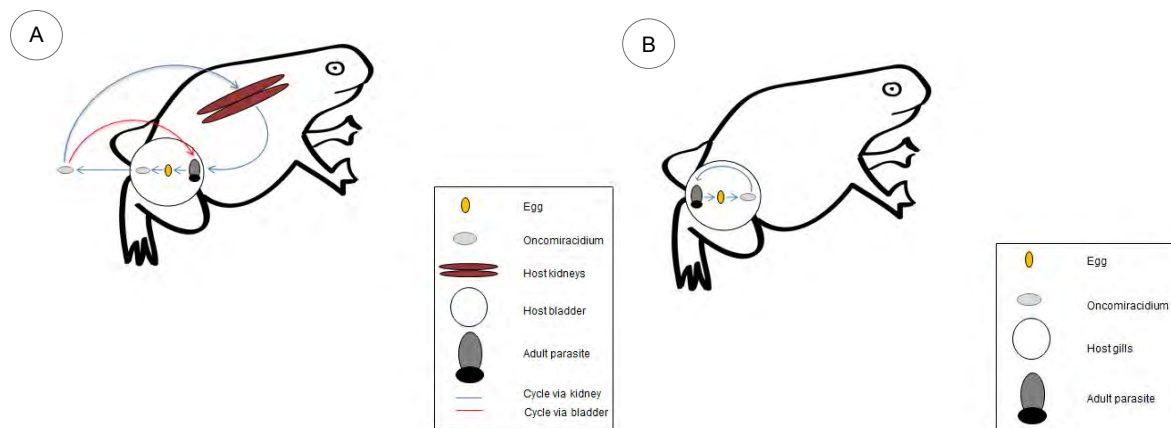 A
B
Egg
Oncomiracidium
Host kidneys
Host bladder
Adult parasite
Cycle via kidney
Cycle via bladder
Egg
Oncomiracidium
Host gills
Adult parasite